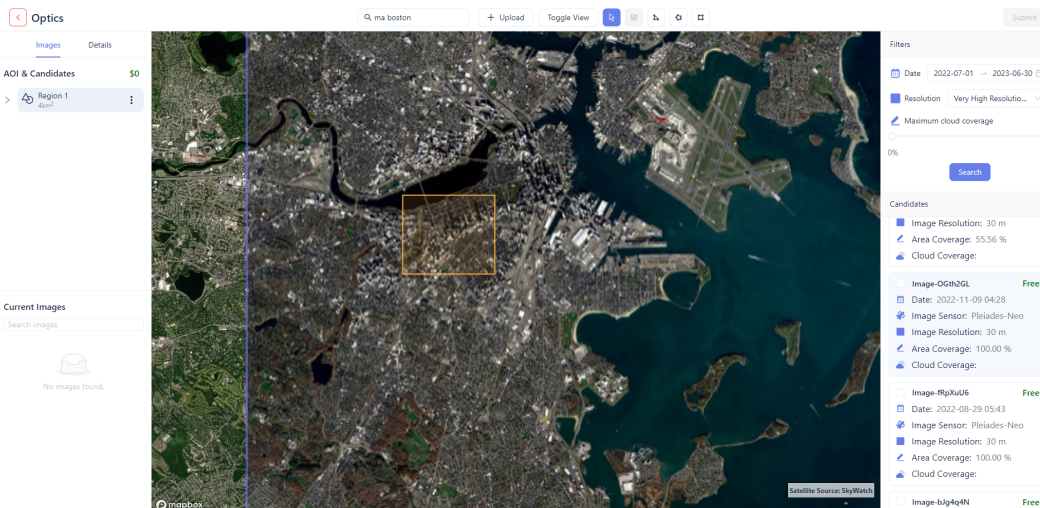 Optics
ma boston
Upload
Toggle View
Submit
Images
Details
AOI & Candidates
$0
Region 1
4km²
Current Images
Search images
No images found.
mapbox
Satellite Source: SkyWatch
Filters
Date
2022-07-01
2023-06-30
Resolution
Very High Resolutio...
Maximum cloud coverage
0%
Search
Candidates
Image Resolution: 30 m
Area Coverage: 55.56 %
Cloud Coverage:
Image-OGth2GL
Free
Date: 2022-11-09 04:28
Image Sensor: Pleiades-Neo
Image Resolution: 30 m
Area Coverage: 100.00 %
Cloud Coverage:
Image-fRpXuU6
Free
Date: 2022-08-29 05:43
Image Sensor: Pleiades-Neo
Image Resolution: 30 m
Area Coverage: 100.00 %
Cloud Coverage:
Image-bJg4q4N
Free